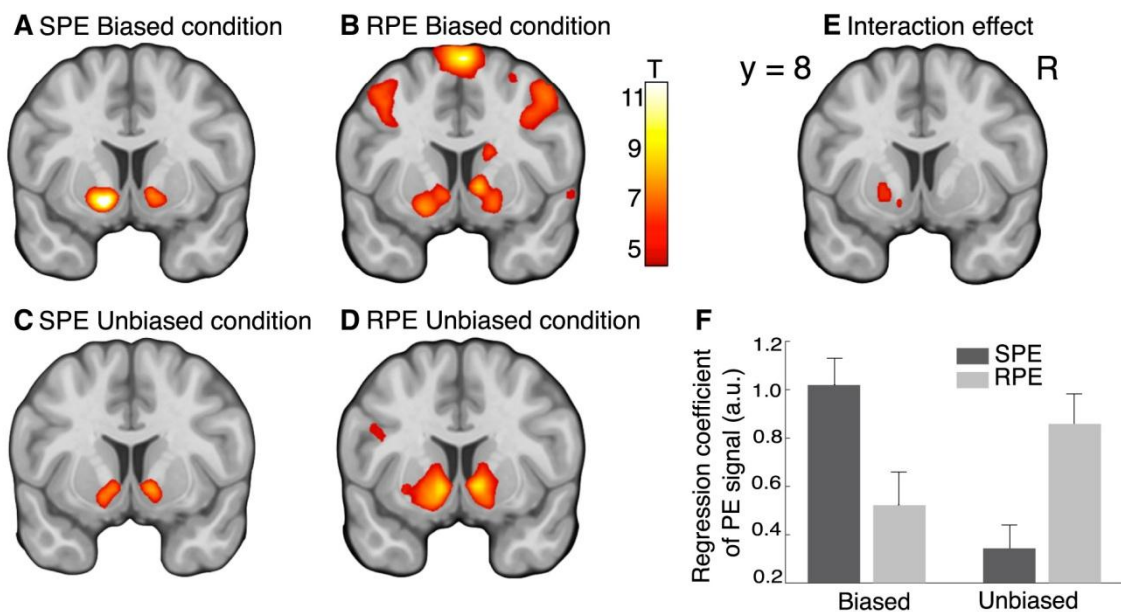 A SPE Biased condition
B RPE Biased condition
T
11
9
7
5
E Interaction effect
y = 8
R
C SPE Unbiased condition
D RPE Unbiased condition
F
SPE
RPE
Regression coefficient
of PE signal (a.u.)
1.2
1.0
0.8
0.6
0.4
0.2
Biased
Unbiased